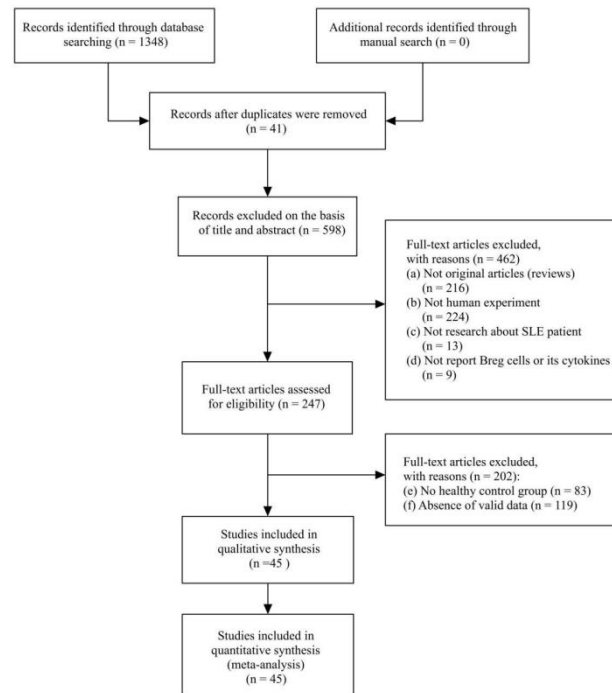 Records identified through database
searching (n = 1348)
Additional records identified through
manual search (n = 0)
Records after duplicates were removed
(n = 41)
Records excluded on the basis
of title and abstract (n = 598)
Full-text articles excluded,
with reasons (n = 462)
(a) Not original articles (reviews)
(n = 216)
(b) Not human experiment
(n = 224)
(c) Not research about SLE patient
(n = 13)
(d) Not report Breg cells or its cytokines
(n = 9)
Full-text articles assessed
for eligibility (n = 247)
Full-text articles excluded,
with reasons (n = 202):
(e) No healthy control group (n = 83)
(f) Absence of valid data (n = 119)
Studies included in
qualitative synthesis
(n =45 )
Studies included in
quantitative synthesis
(meta-analysis)
(n = 45)